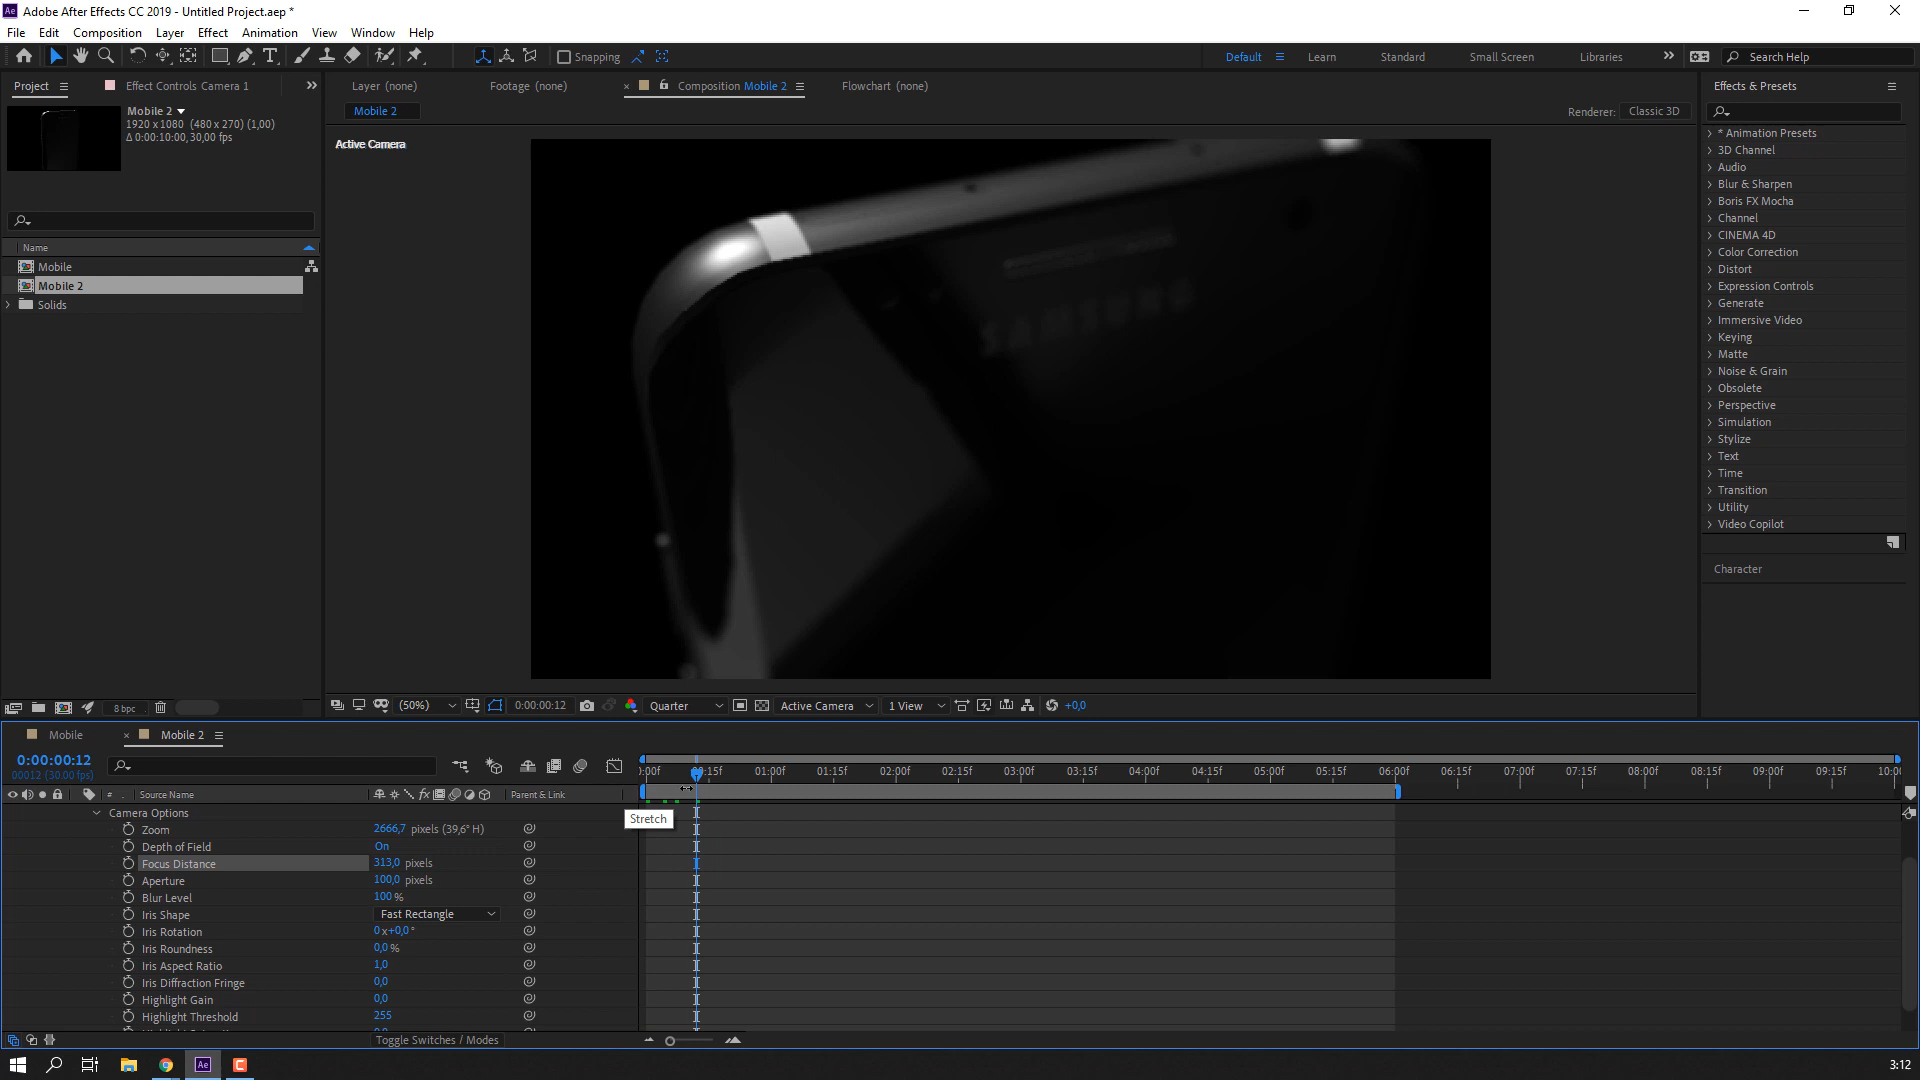 Ae Adobe After Effects CC 2019 - Untitled Project.aep *
File Edit Composition Layer Effect Animation View Window Help
Snapping
Default Learn Standard Small Screen Libraries Search Help
Project Effect Controls Camera 1
Layer (none) Footage (none) Composition Mobile 2 Flowchart (none)
Effects & Presets
Mobile 2
1920 x 1080 (480 x 270) (1,00)
Δ 0:00:10:00, 30,00 fps
Mobile 2
Renderer: Classic 3D
Active Camera
SAMSUNG
Name
Mobile
Mobile 2
Solids
* Animation Presets
3D Channel
Audio
Blur & Sharpen
Boris FX Mocha
Channel
CINEMA 4D
Color Correction
Distort
Expression Controls
Generate
Immersive Video
Keying
Matte
Noise & Grain
Obsolete
Perspective
Simulation
Stylize
Text
Time
Transition
Utility
Video Copilot
Character
8 bpc
(50%) 0:00:00:12 Quarter Active Camera 1 View +0,0
Mobile Mobile 2
0:00:00:12
00012 (30.00 fps)
):00f 00:15f 01:00f 01:15f 02:00f 02:15f 03:00f 03:15f 04:00f 04:15f 05:00f 05:15f 06:00f 06:15f 07:00f 07:15f 08:00f 08:15f 09:00f 09:15f 10:0
# . Source Name fx Parent & Link
Stretch
Camera Options
Zoom 2666,7 pixels (39,6° H)
Depth of Field On
Focus Distance 313,0 pixels
Aperture 100,0 pixels
Blur Level 100 %
Iris Shape Fast Rectangle
Iris Rotation 0 x+0,0 °
Iris Roundness 0,0 %
Iris Aspect Ratio 1,0
Iris Diffraction Fringe 0,0
Highlight Gain 0,0
Highlight Threshold 255
Toggle Switches / Modes
Ae 3:12